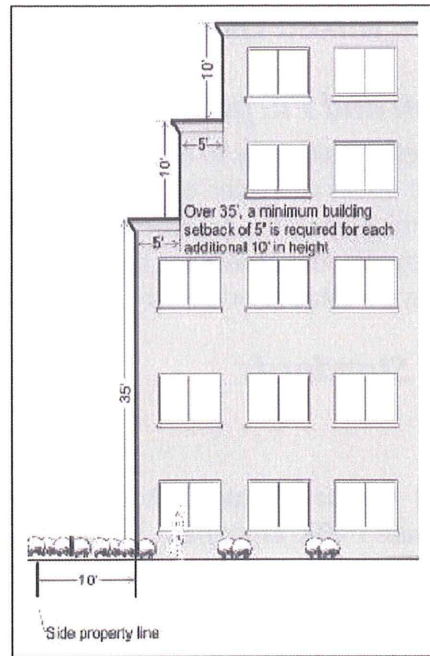 10'
5'
10'
Over 35', a minimum building
setback of 5' is required for each
additional 10' in height
5'
35'
10'
Side property line